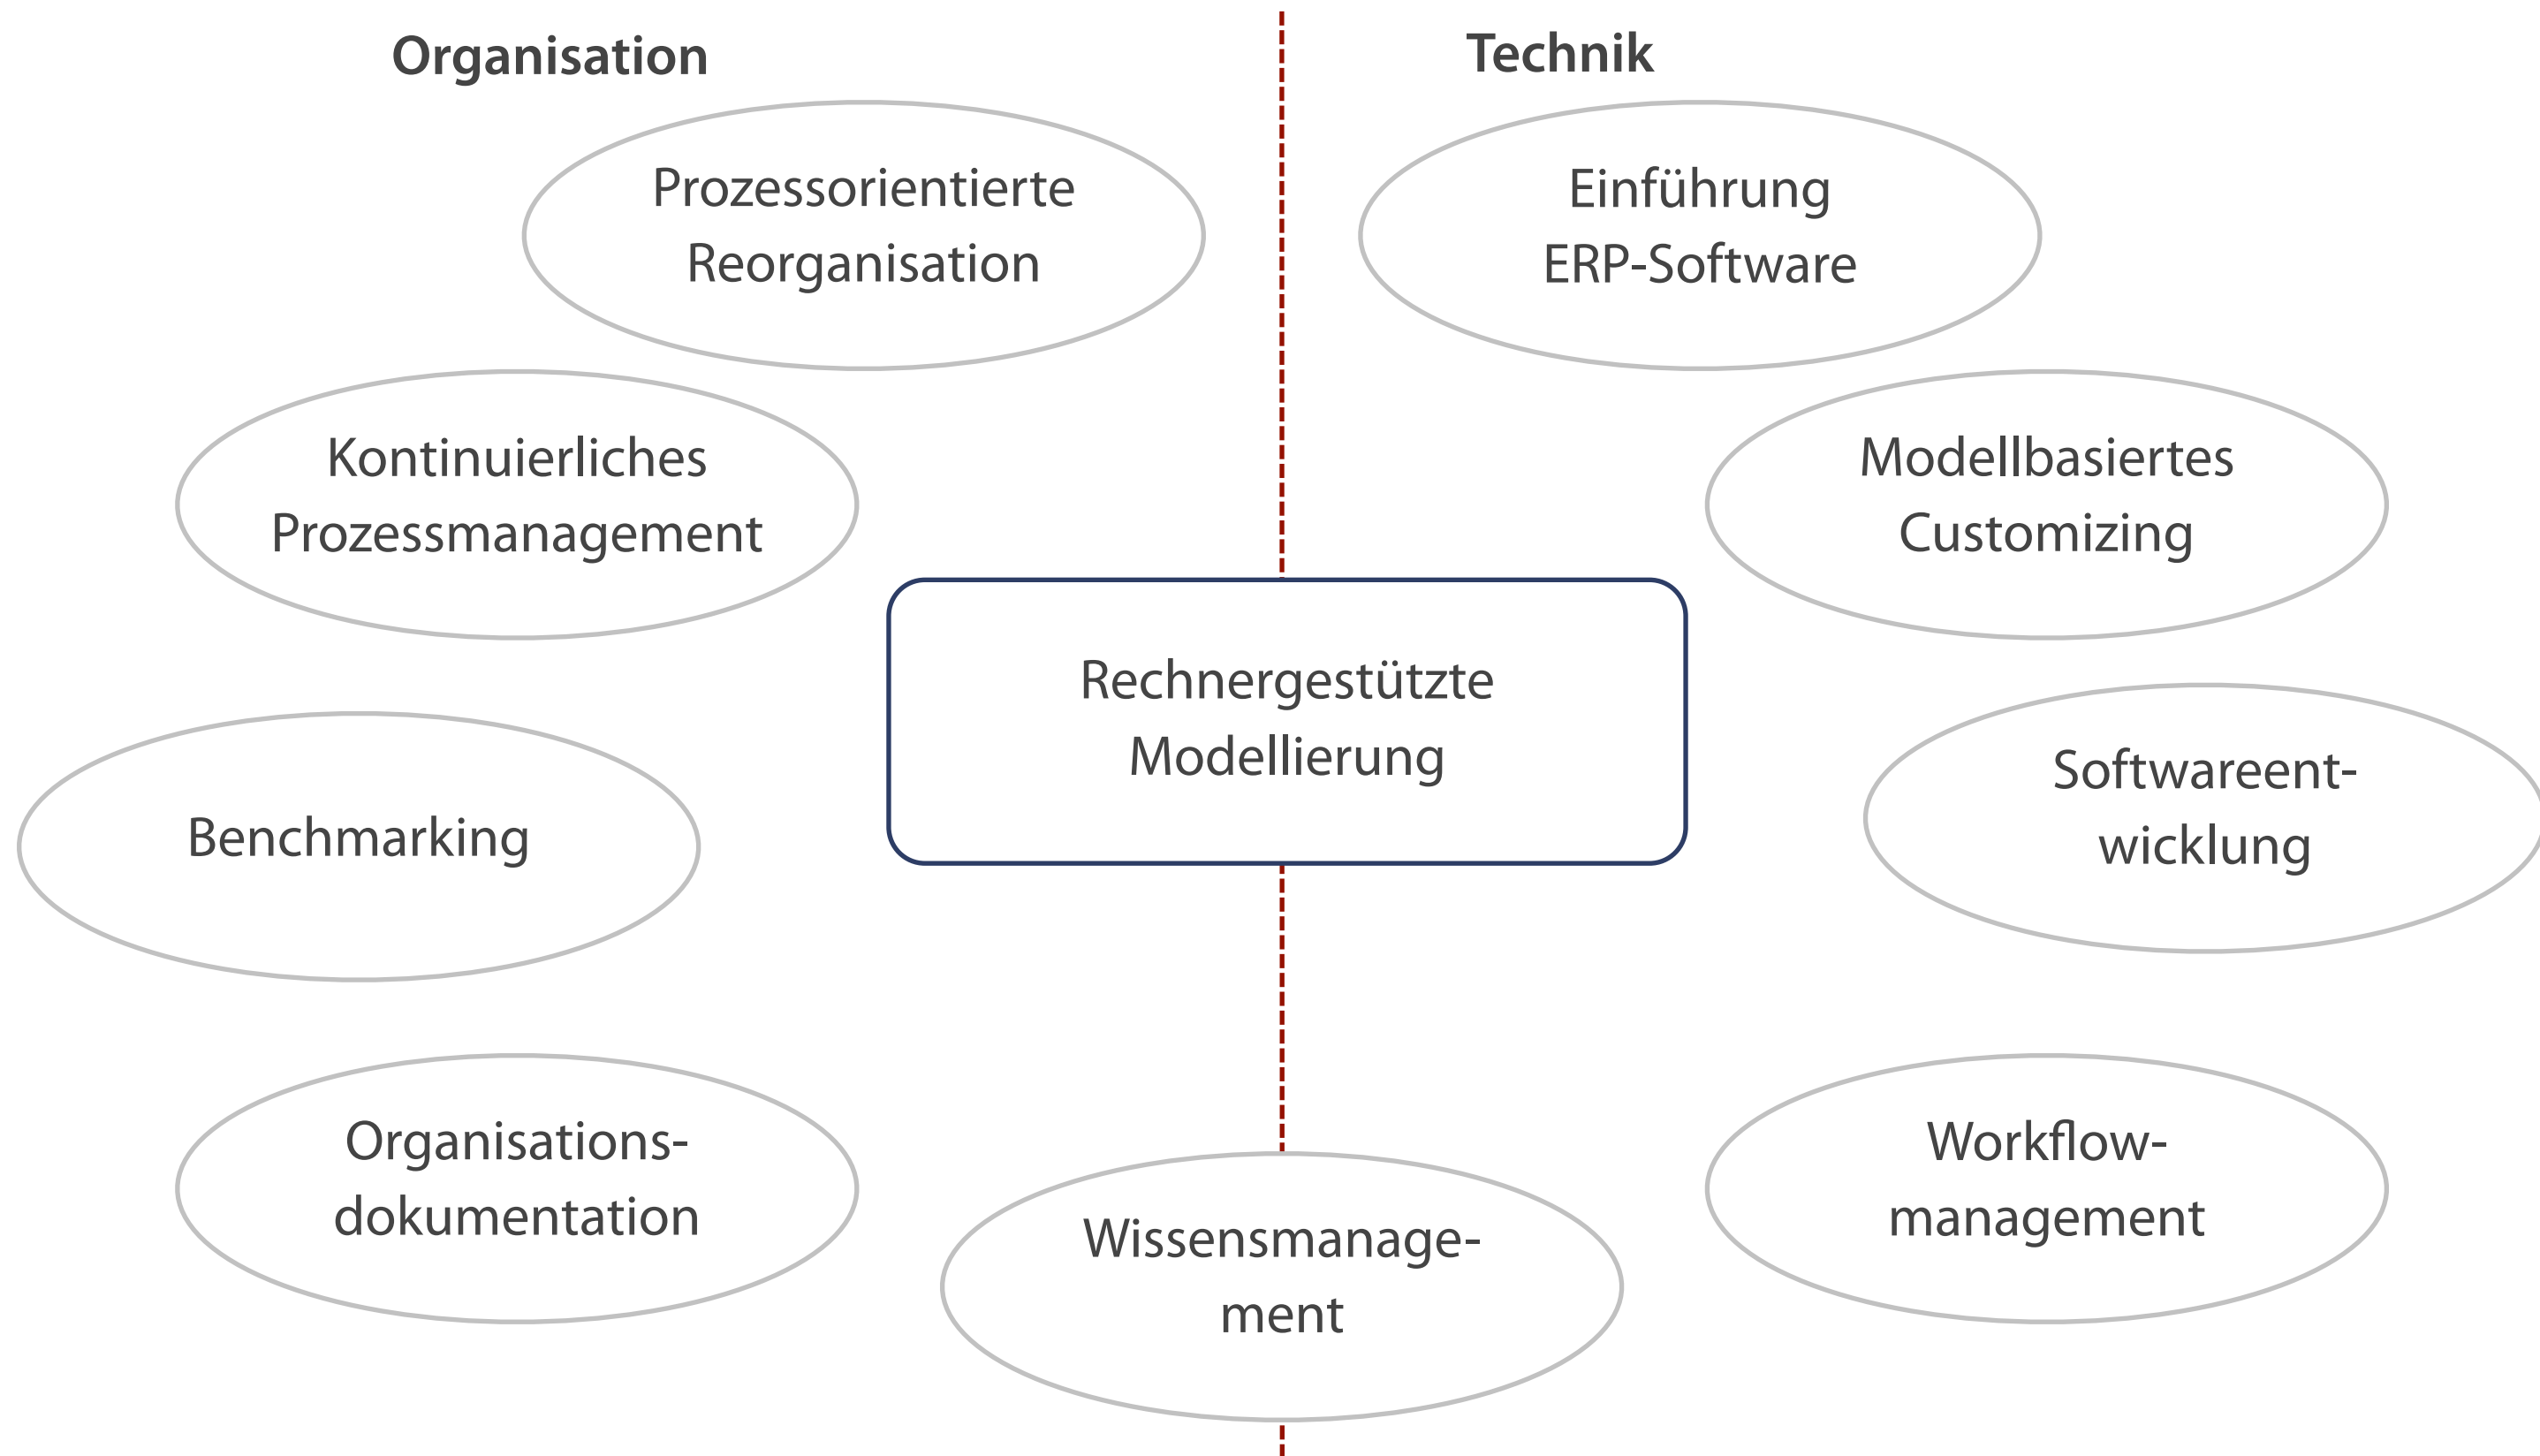 Organisation
Technik
Prozessorientierte
Reorganisation
Einführung
ERP-Software
Kontinuierliches
Prozessmanagement
Modellbasiertes
Customizing
Rechnergestützte
Modellierung
Benchmarking
Softwareent-
wicklung
Organisations-
dokumentation
Wissensmanage-
ment
Workflow-
management